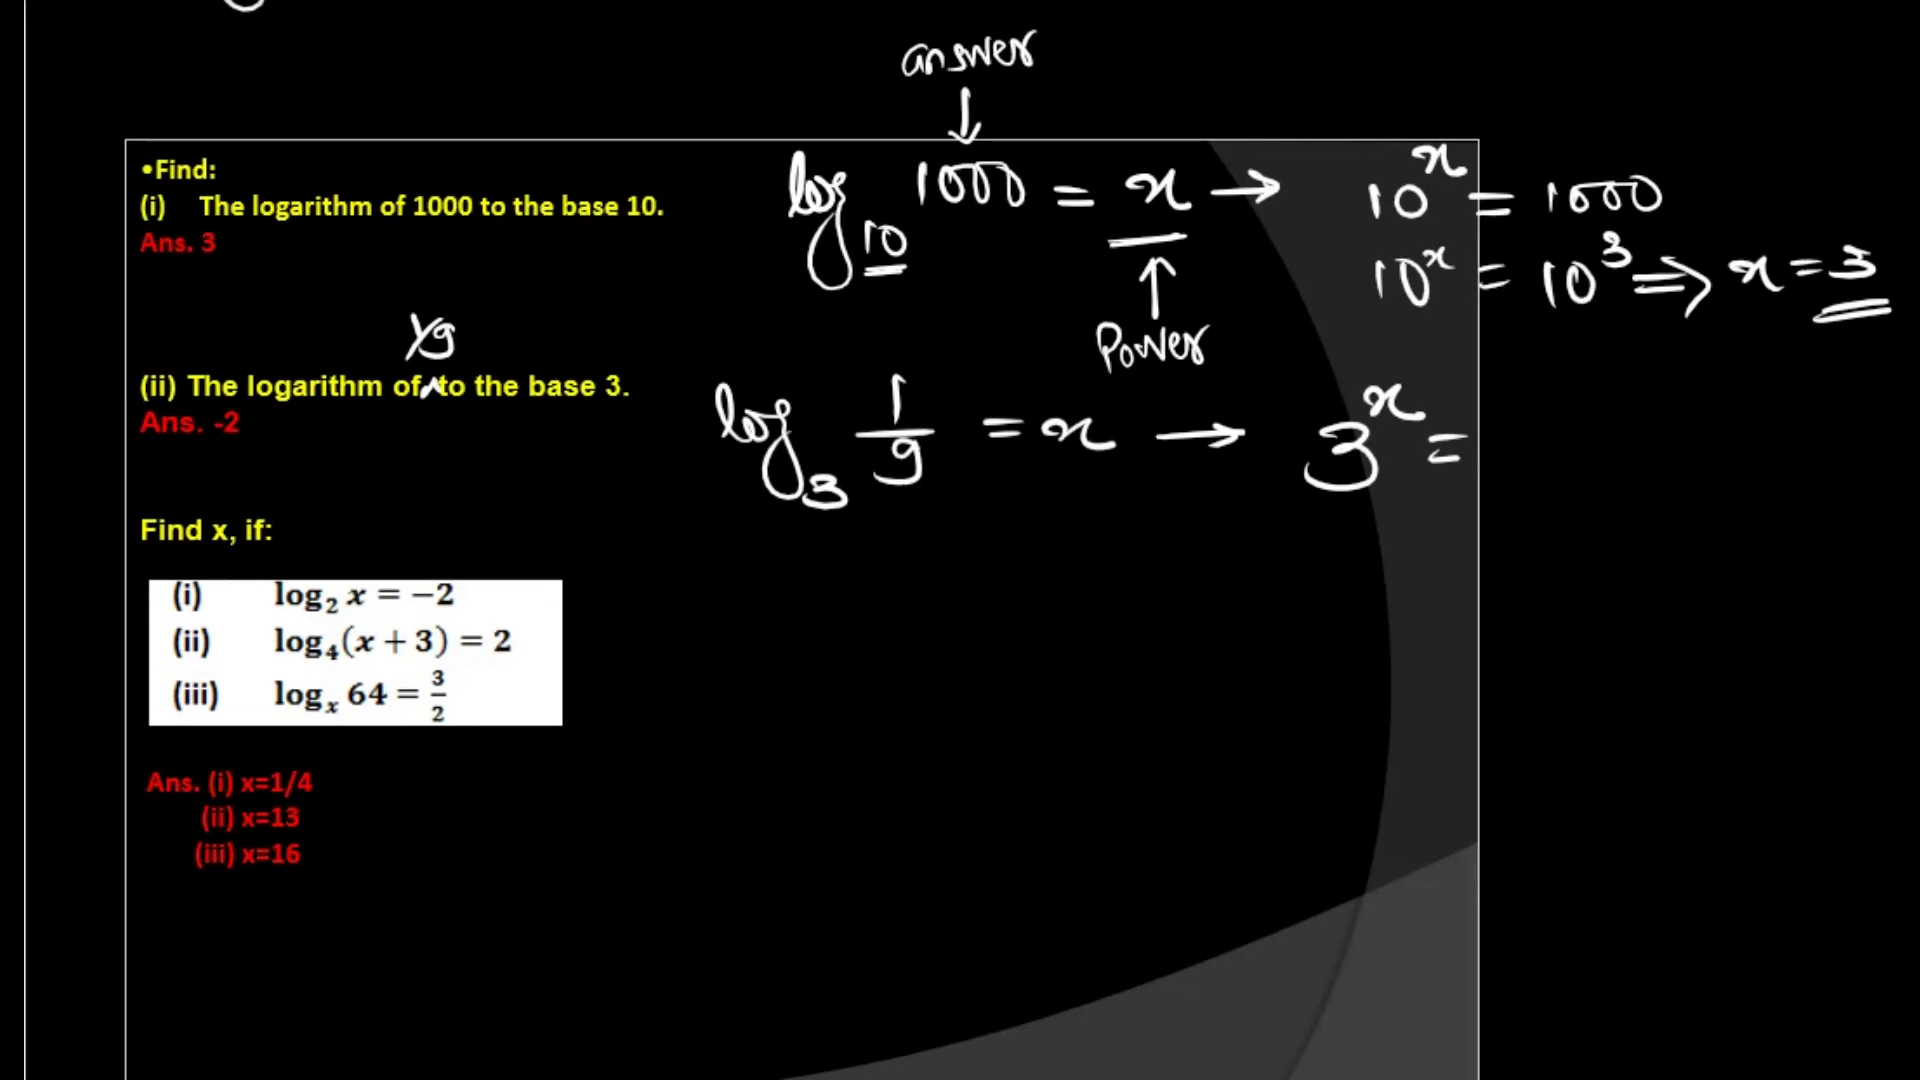 answer
↓
•Find:
(i) The logarithm of 1000 to the base 10.
Ans. 3
log₁₀ 1000 = x → 10ˣ = 1000
10ˣ = 10³ ⇒ x = 3
↑
Power
1/9
(ii) The logarithm of ^ to the base 3.
Ans. -2
log₃ 1/9 = x → 3ˣ =
Find x, if:
(i) log₂ x = −2
(ii) log₄(x + 3) = 2
(iii) logₓ 64 = 3/2
Ans. (i) x=1/4
(ii) x=13
(iii) x=16